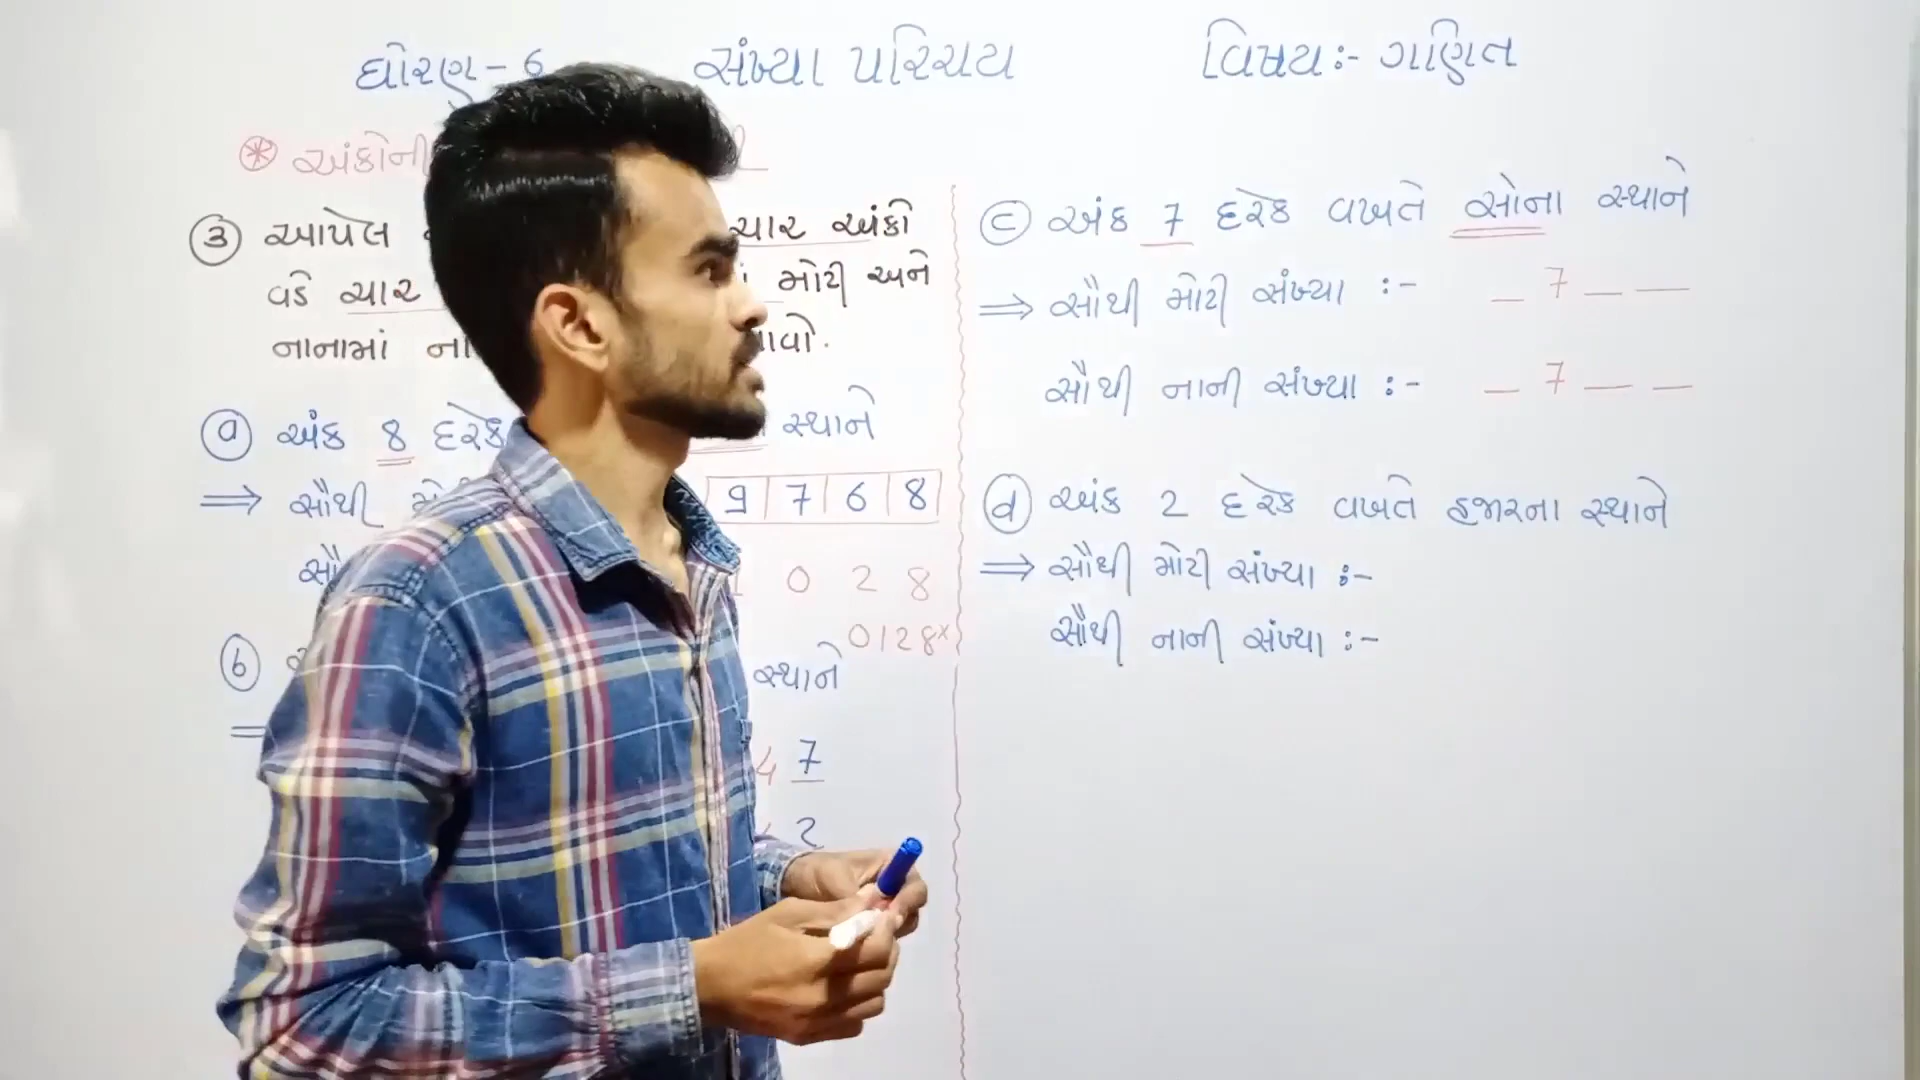 ધોરણ - 6 સંખ્યા પરિચય વિષય :- ગણિત
અંકોની
③ આપેલ ચાર અંકો
વડે ચાર મોટી અને
નાનામાં
ⓐ અંક 8 દરેક સ્થાને
⇒ સૌથી 9 7 6 8
1 0 2 8
0128×
ⓑ સ્થાને
4 7
2
ⓒ અંક 7 દરેક વખતે સોના સ્થાને
⇒ સૌથી મોટી સંખ્યા :- _ 7 _ _
સૌથી નાની સંખ્યા :- _ 7 _ _
ⓓ અંક 2 દરેક વખતે હજારના સ્થાને
⇒ સૌથી મોટી સંખ્યા :-
સૌથી નાની સંખ્યા :-